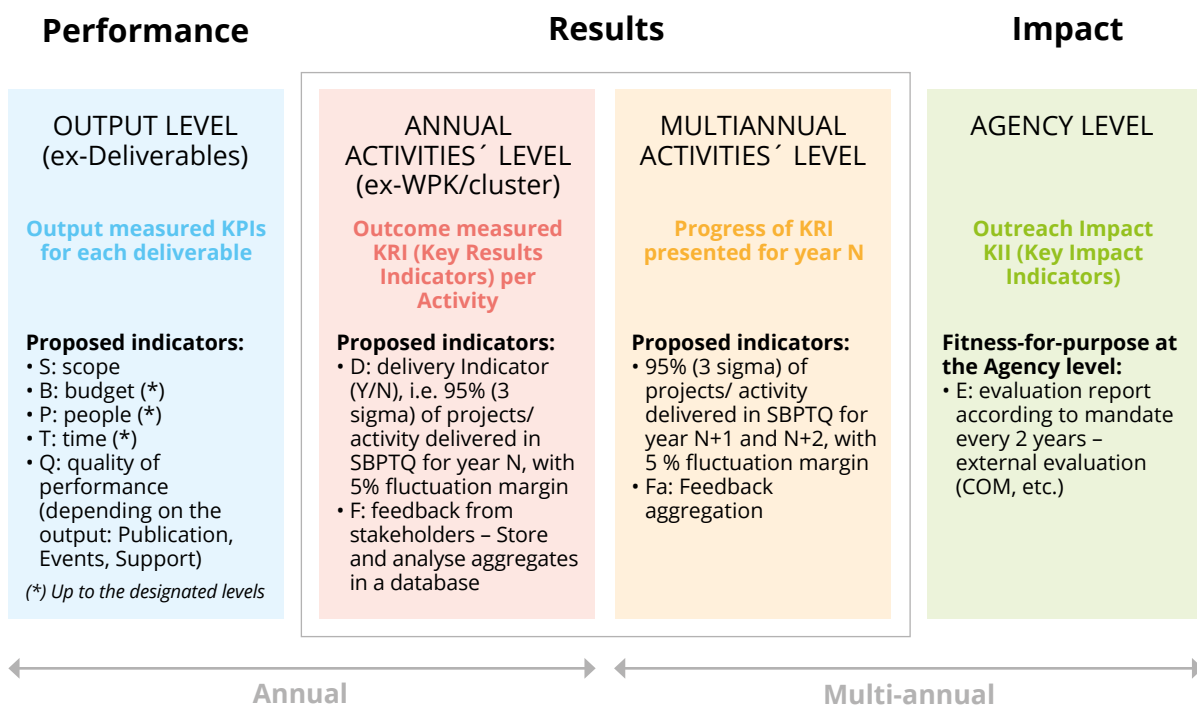 Performance
Results
Impact
OUTPUT LEVEL
(ex-Deliverables)
Output measured KPIs
for each deliverable
Proposed indicators:
• S: scope
• B: budget (*)
• P: people (*)
• T: time (*)
• Q: quality of
performance
(depending on the
output: Publication,
Events, Support)
(*) Up to the designated levels
ANNUAL
ACTIVITIES´ LEVEL
(ex-WPK/cluster)
Outcome measured
KRI (Key Results
Indicators) per
Activity
Proposed indicators:
• D: delivery Indicator
(Y/N), i.e. 95% (3
sigma) of projects/
activity delivered in
SBPTQ for year N, with
5% fluctuation margin
• F: feedback from
stakeholders – Store
and analyse aggregates
in a database
MULTIANNUAL
ACTIVITIES´ LEVEL
Progress of KRI
presented for year N
Proposed indicators:
• 95% (3 sigma) of
projects/ activity
delivered in SBPTQ for
year N+1 and N+2, with
5 % fluctuation margin
• Fa: Feedback
aggregation
AGENCY LEVEL
Outreach Impact
KII (Key Impact
Indicators)
Fitness-for-purpose at
the Agency level:
• E: evaluation report
according to mandate
every 2 years –
external evaluation
(COM, etc.)
Annual
Multi-annual